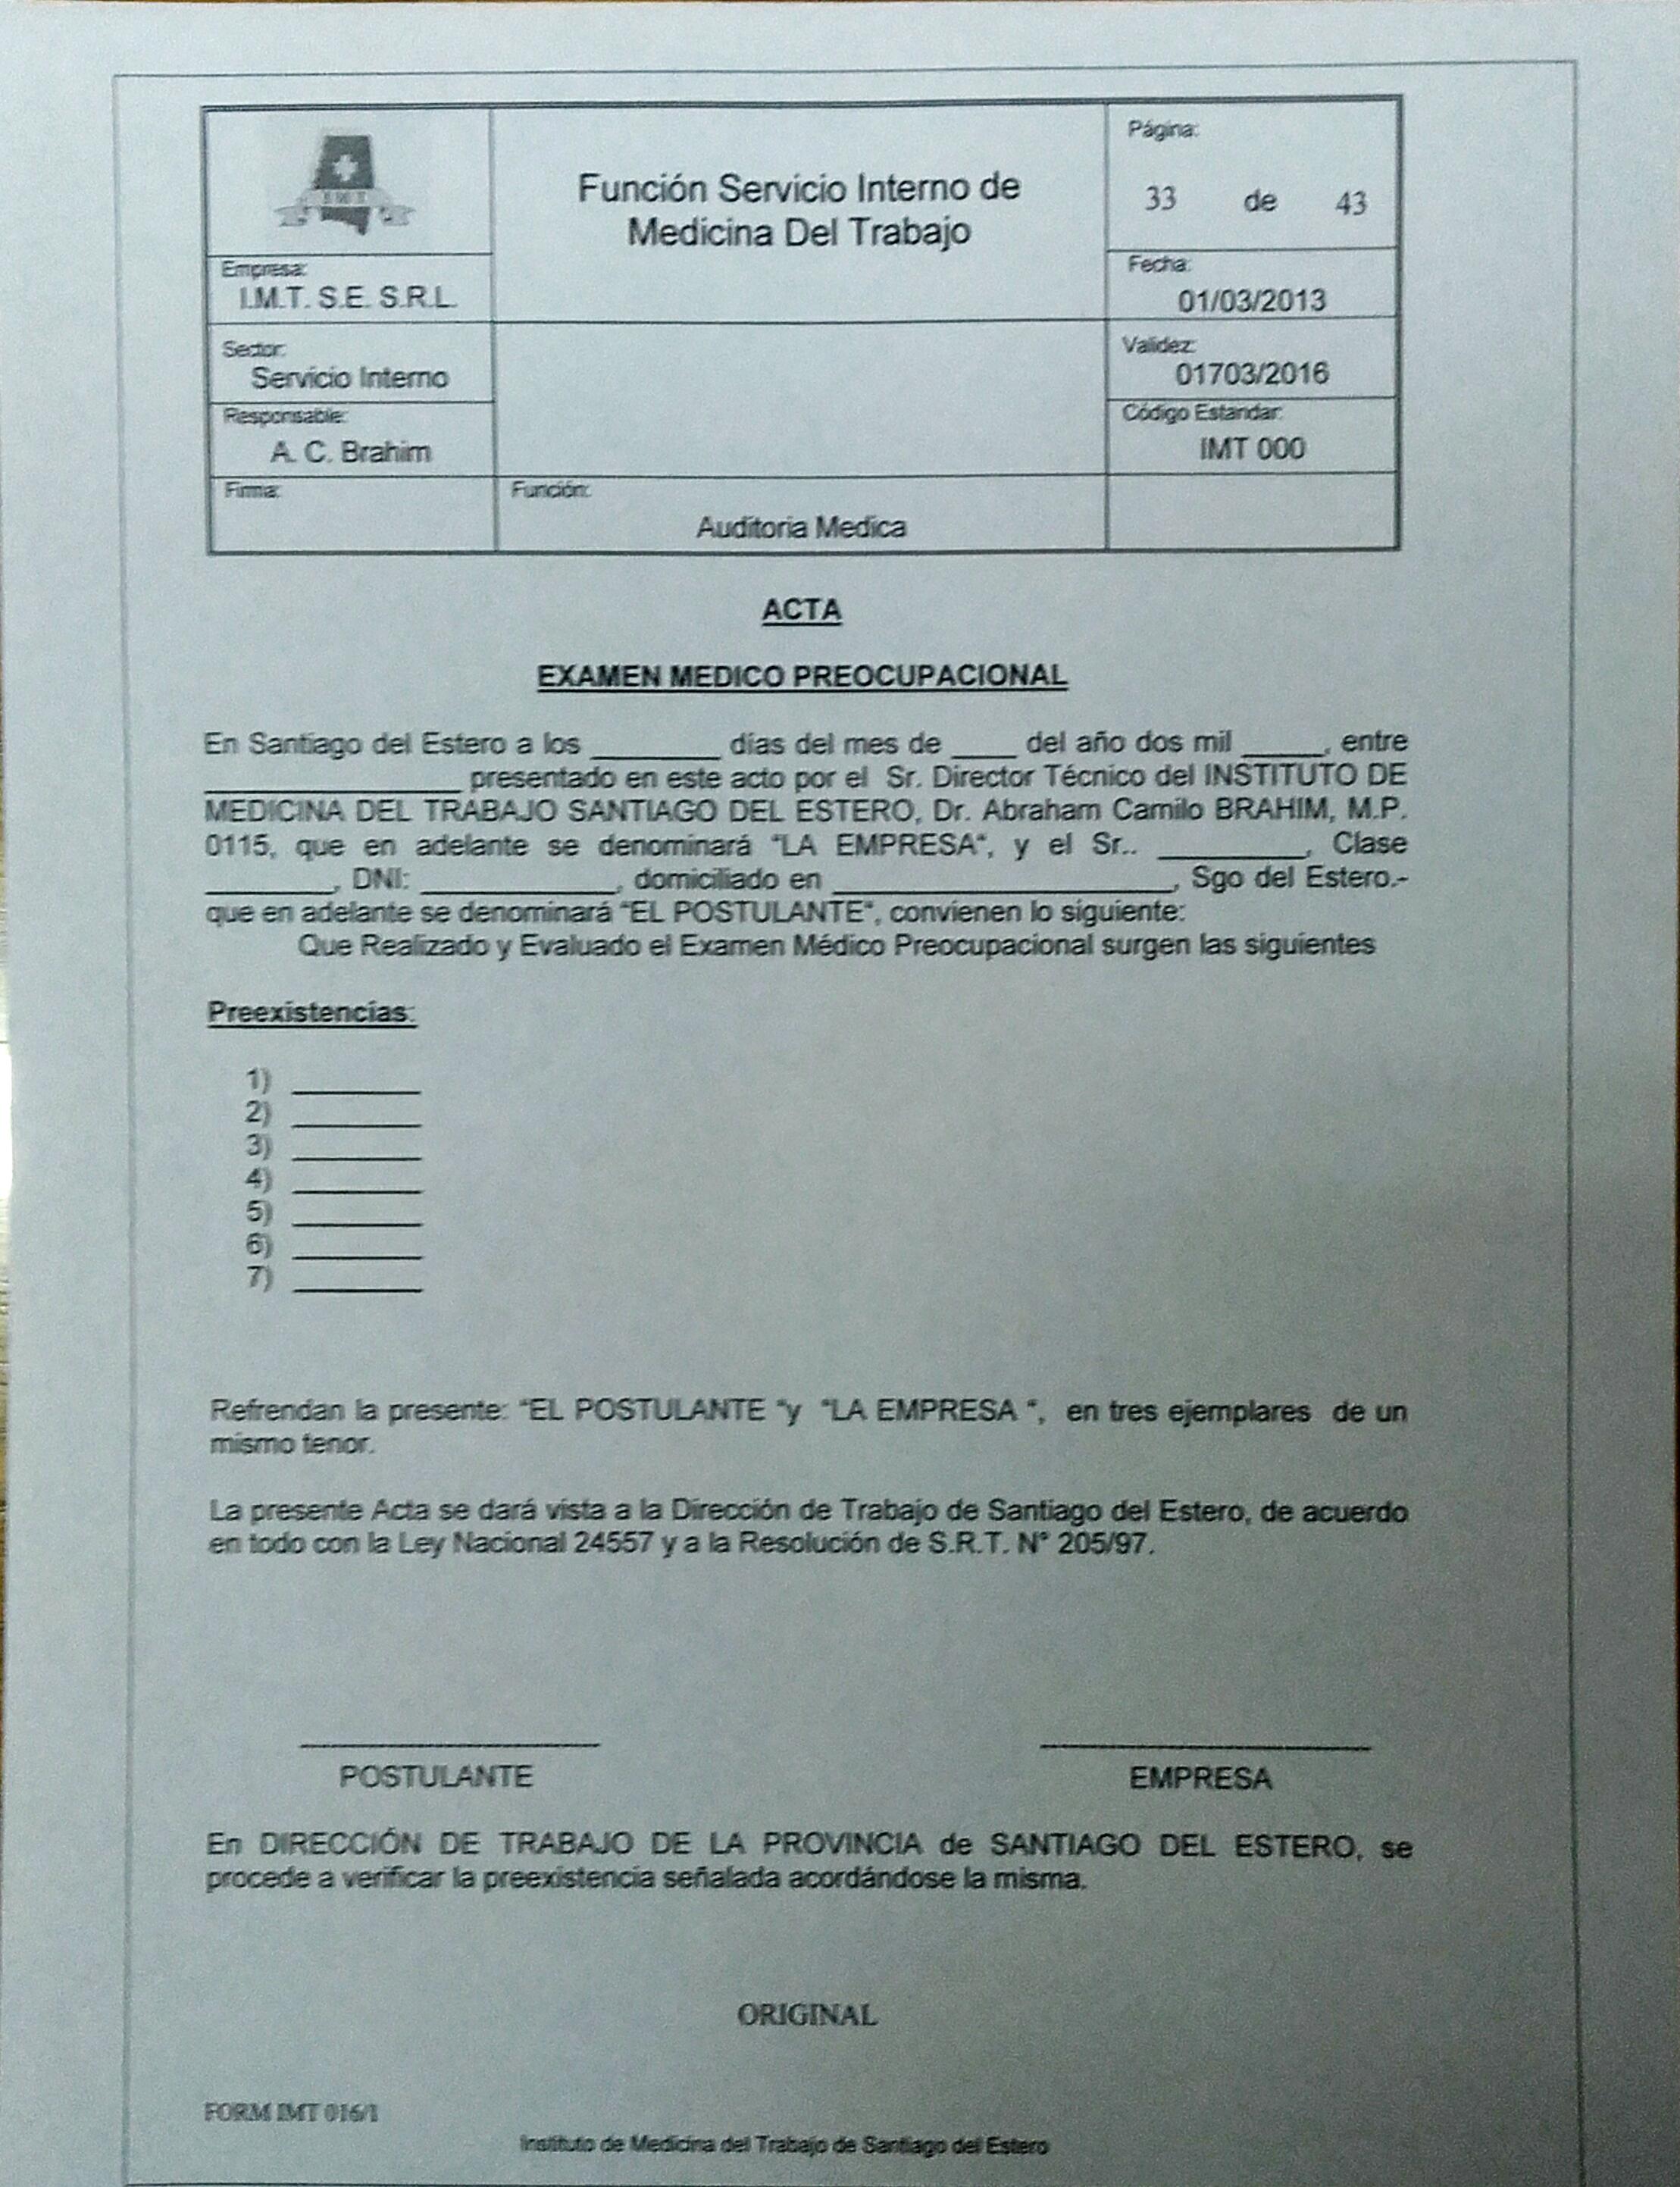 IMT
Función Servicio Interno de
Medicina Del Trabajo
Página:
33 de 43
Empresa:
I.M.T. S.E. S.R.L.
Fecha:
01/03/2013
Sector:
Servicio Interno
Validez:
01703/2016
Responsable:
A. C. Brahim
Código Estandar:
IMT 000
Firma:
Función:
Auditoria Medica
ACTA
EXAMEN MEDICO PREOCUPACIONAL
En Santiago del Estero a los ________ días del mes de ____ del año dos mil _____, entre
________________ presentado en este acto por el Sr. Director Técnico del INSTITUTO DE
MEDICINA DEL TRABAJO SANTIAGO DEL ESTERO, Dr. Abraham Camilo BRAHIM, M.P.
0115, que en adelante se denominará "LA EMPRESA", y el Sr.. _________, Clase
________, DNI: ____________, domiciliado en _____________________, Sgo del Estero.-
que en adelante se denominará "EL POSTULANTE", convienen lo siguiente:
Que Realizado y Evaluado el Examen Médico Preocupacional surgen las siguientes
Preexistencias:
1) ________
2) ________
3) ________
4) ________
5) ________
6) ________
7) ________
Refrendan la presente: "EL POSTULANTE "y "LA EMPRESA ", en tres ejemplares de un
mismo tenor.
La presente Acta se dará vista a la Dirección de Trabajo de Santiago del Estero, de acuerdo
en todo con la Ley Nacional 24557 y a la Resolución de S.R.T. N° 205/97.
POSTULANTE
EMPRESA
En DIRECCIÓN DE TRABAJO DE LA PROVINCIA de SANTIAGO DEL ESTERO, se
procede a verificar la preexistencia señalada acordándose la misma.
ORIGINAL
FORM IMT 016/1
Instituto de Medicina del Trabajo de Santiago del Estero